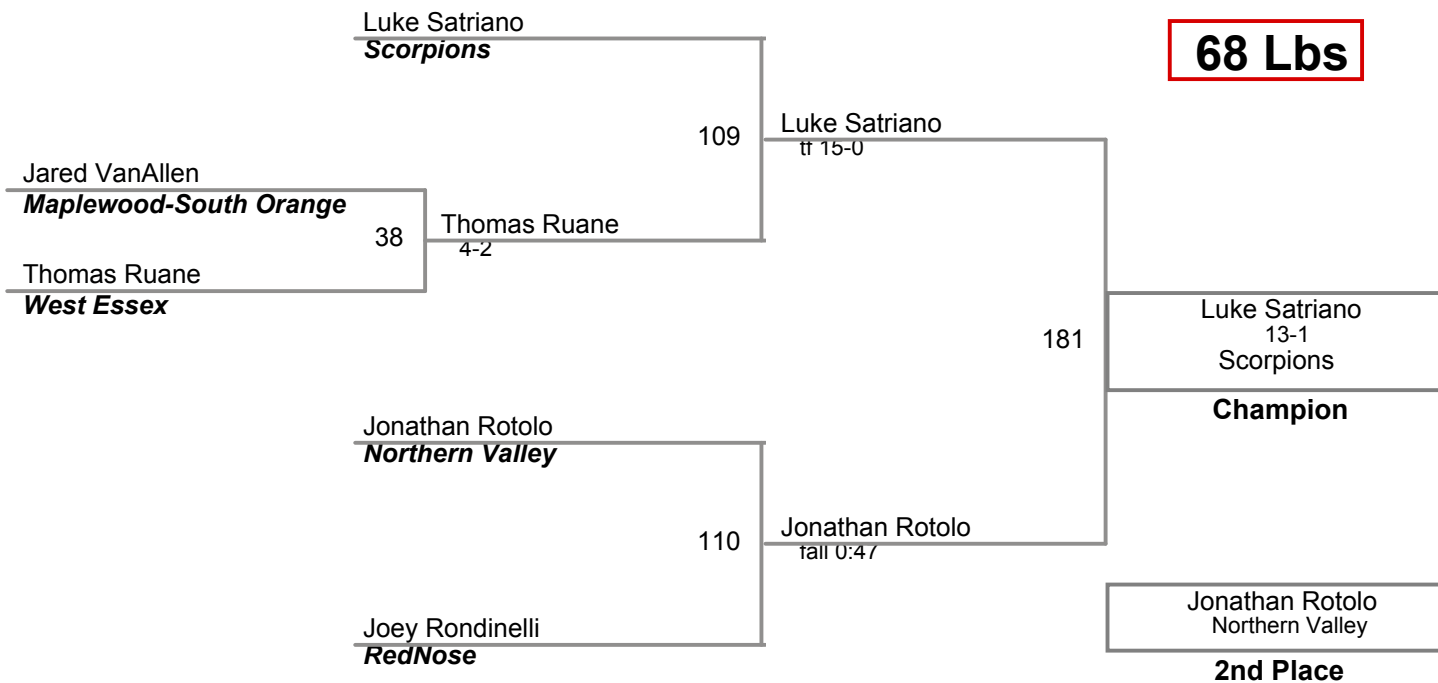 Luke Satriano
Scorpions
68 Lbs
109
Luke Satriano
tf 15-0
Jared VanAllen
Maplewood-South Orange
38
Thomas Ruane
4-2
Thomas Ruane
West Essex
181
Luke Satriano
13-1
Scorpions
Champion
Jonathan Rotolo
Northern Valley
110
Jonathan Rotolo
fall 0:47
Joey Rondinelli
RedNose
Jonathan Rotolo
Northern Valley
2nd Place